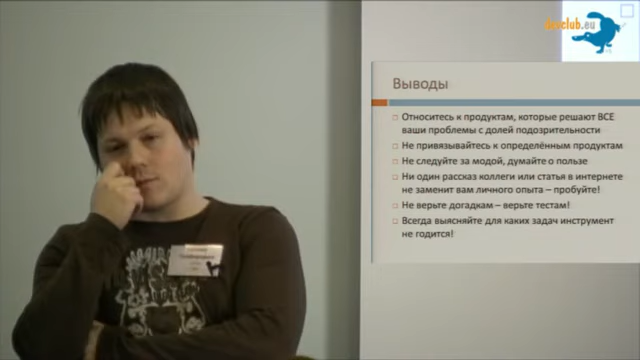 devclub.eu
Выводы
Относитесь к продуктам, которые решают ВСЕ
ваши проблемы с долей подозрительности
Не привязывайтесь к определённым продуктам
Не следуйте за модой, думайте о пользе
Ни один рассказ коллеги или статья в интернете
не заменит вам личного опыта – пробуйте!
Не верьте догадкам – верьте тестам!
Всегда выясняйте для каких задач инструмент
не годится!